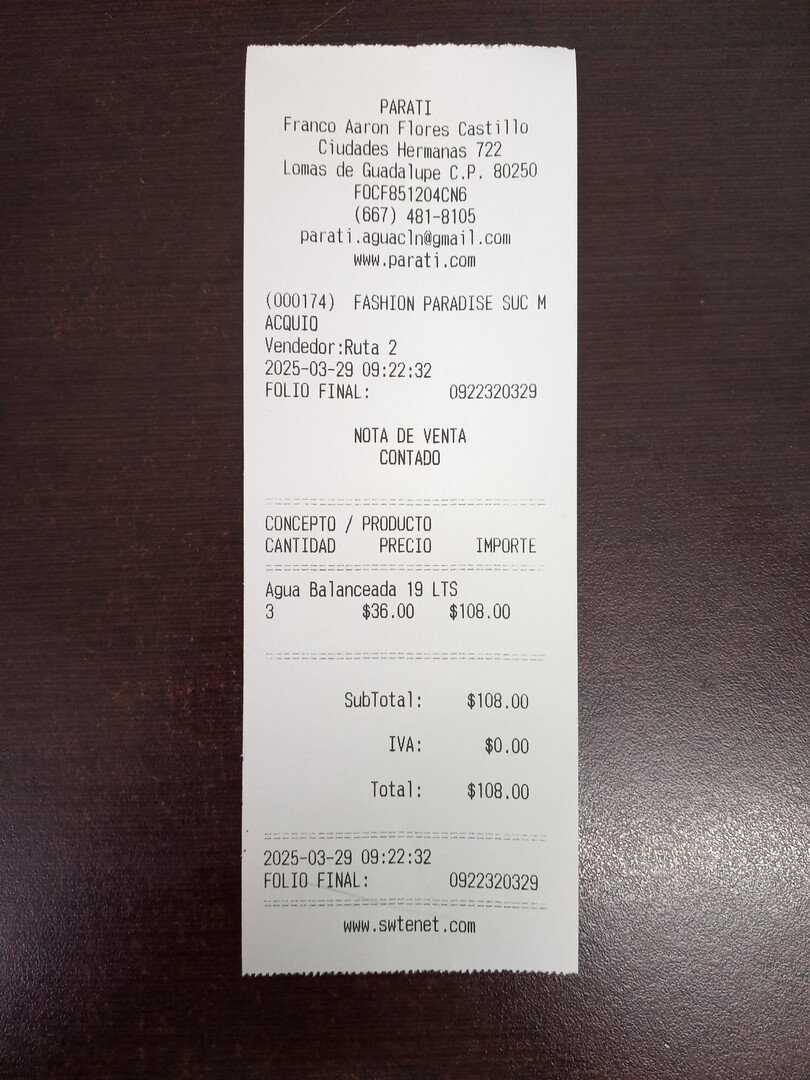 PARATI
Franco Aaron Flores Castillo
Ciudades Hermanas 722
Lomas de Guadalupe C.P. 80250
FOCF851204CN6
(667) 481-8105
parati.aguacln@gmail.com
www.parati.com
(000174)  FASHION PARADISE SUC M
ACQUIO
Vendedor:Ruta 2
2025-03-29 09:22:32
FOLIO FINAL: 0922320329
NOTA DE VENTA
CONTADO
================================
CONCEPTO / PRODUCTO
CANTIDAD PRECIO IMPORTE
================================
Agua Balanceada 19 LTS
3 $36.00 $108.00
================================
SubTotal: $108.00
IVA: $0.00
Total: $108.00
================================
2025-03-29 09:22:32
FOLIO FINAL: 0922320329
================================
www.swtenet.com